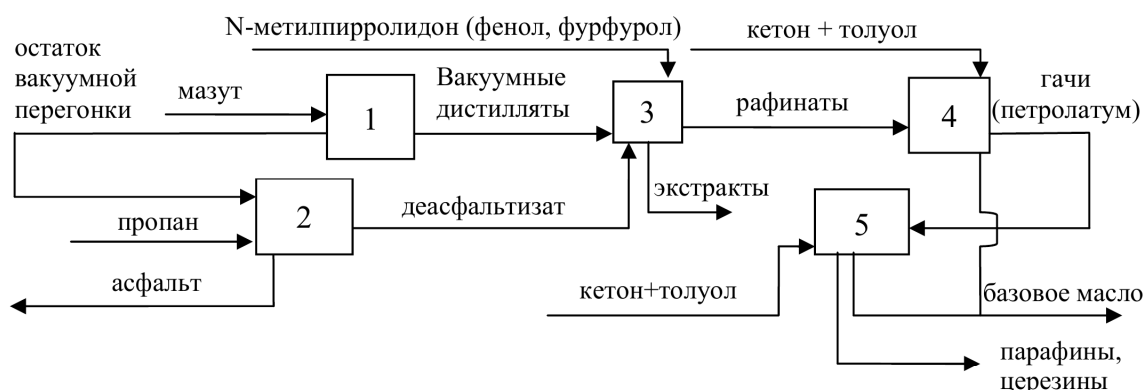 N-метилпирролидон (фенол, фурфурол)
кетон + толуол
остаток
вакуумной
перегонки
мазут
1
Вакуумные
дистилляты
3
рафинаты
4
гачи
(петролатум)
экстракты
2
пропан
деасфальтизат
5
асфальт
кетон+толуол
базовое масло
парафины,
церезины